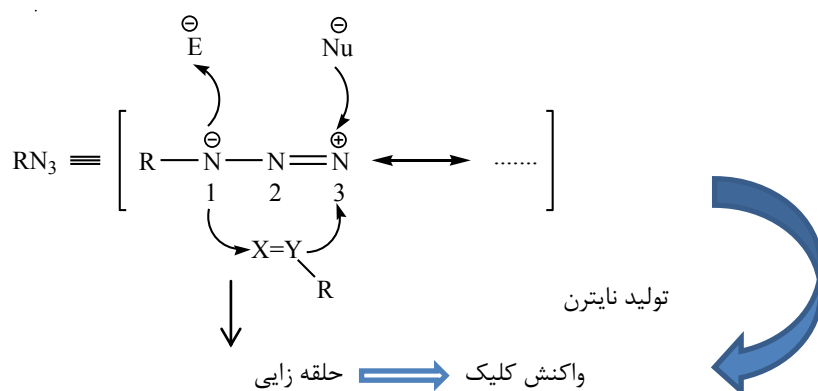 ⊖ ⊖
E Nu
⊖ ⊕
RN3 ≡ [ R—N—N=N ⟷ ....... ]
1 2 3
X=Y
R
تولید نایترن
واکنش کلیک ⟸ حلقه زایی